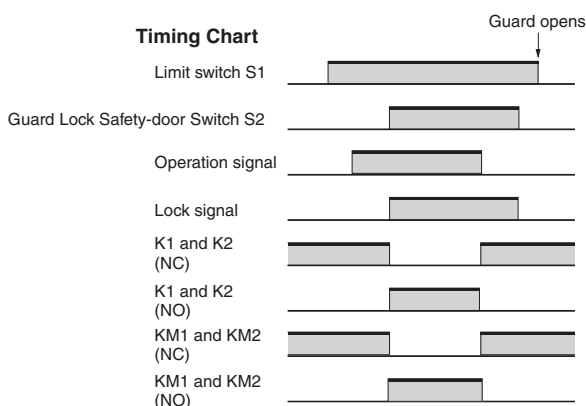 Guard opens
Timing Chart
Limit switch S1
Guard Lock Safety-door Switch S2
Operation signal
Lock signal
K1 and K2
(NC)
K1 and K2
(NO)
KM1 and KM2
(NC)
KM1 and KM2
(NO)